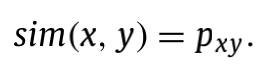 sim(x, y) = pₓy.